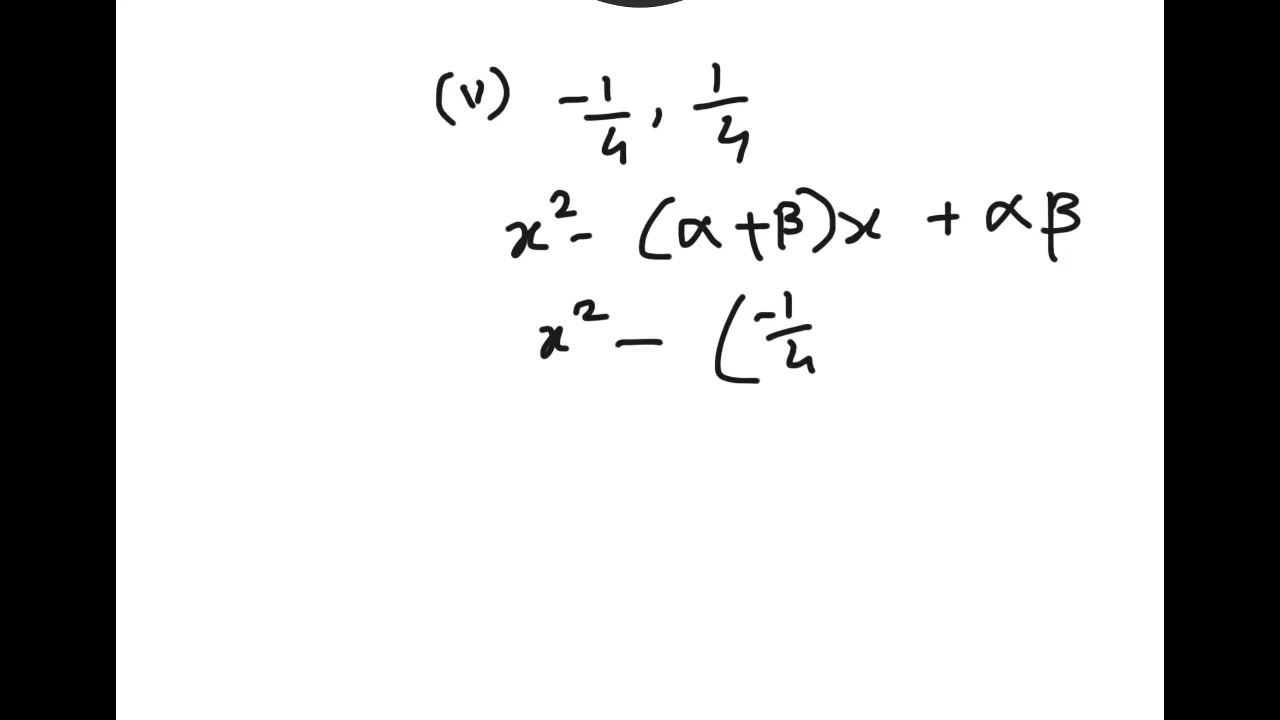 (v) -1/4, 1/4
x² - (α+β)x + αβ
x² - (-1/4